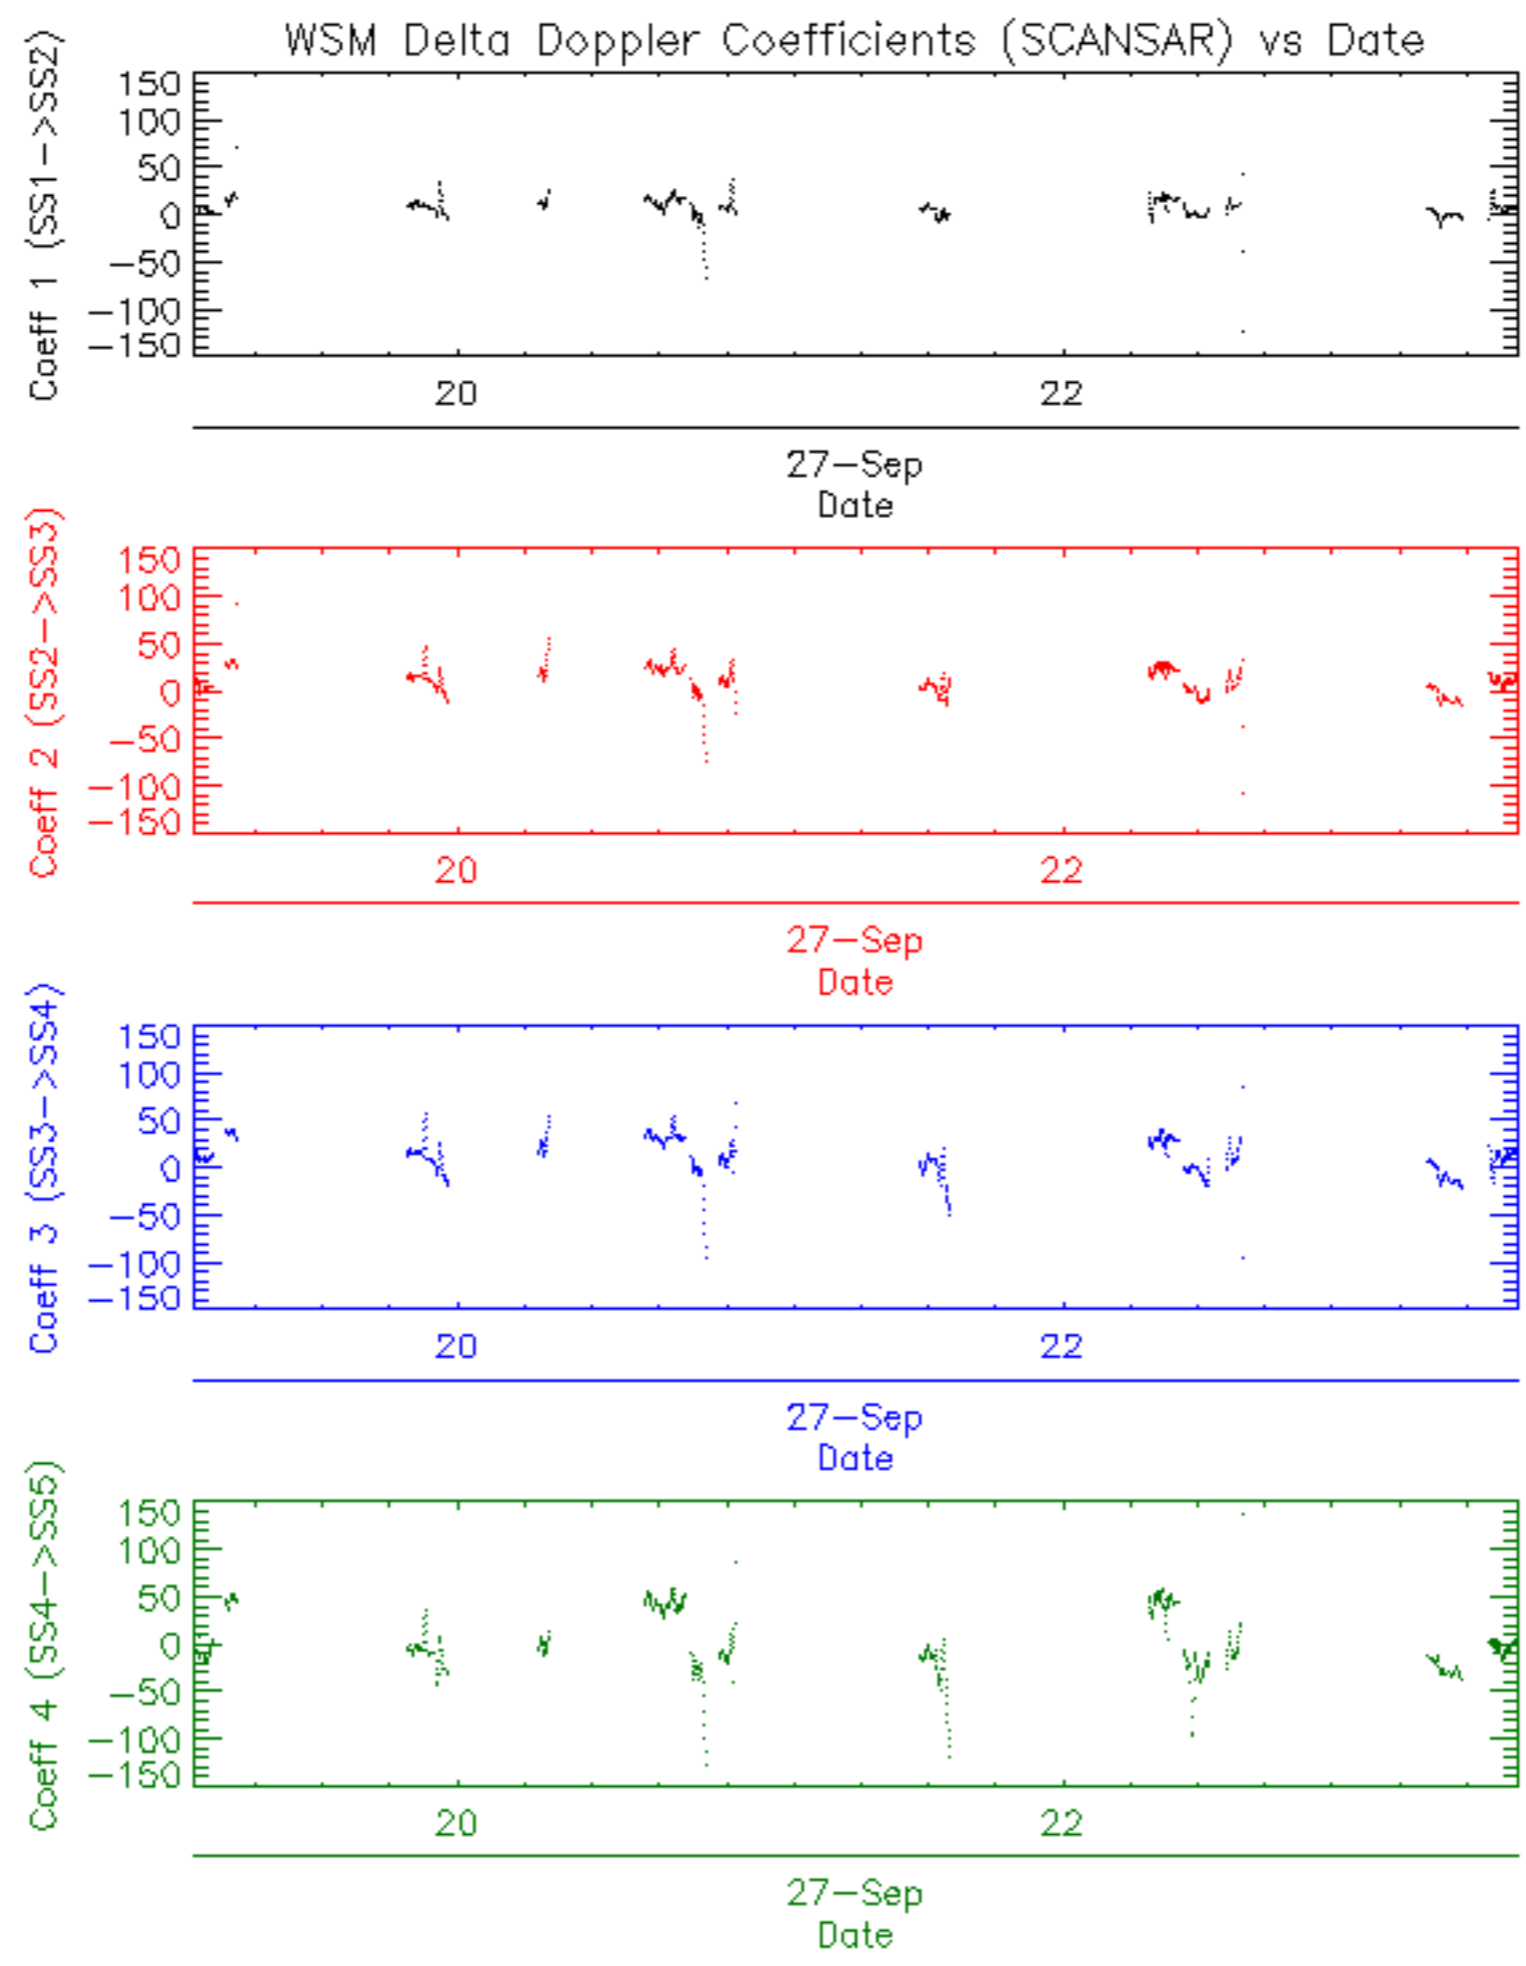 WSM Delta Doppler Coefficients (SCANSAR) vs Date
Coeff 1 (SS1->SS2)
150
100
50
0
-50
-100
-150
20 22
27-Sep
Date
Coeff 2 (SS2->SS3)
150
100
50
0
-50
-100
-150
20 22
27-Sep
Date
Coeff 3 (SS3->SS4)
150
100
50
0
-50
-100
-150
20 22
27-Sep
Date
Coeff 4 (SS4->SS5)
150
100
50
0
-50
-100
-150
20 22
27-Sep
Date